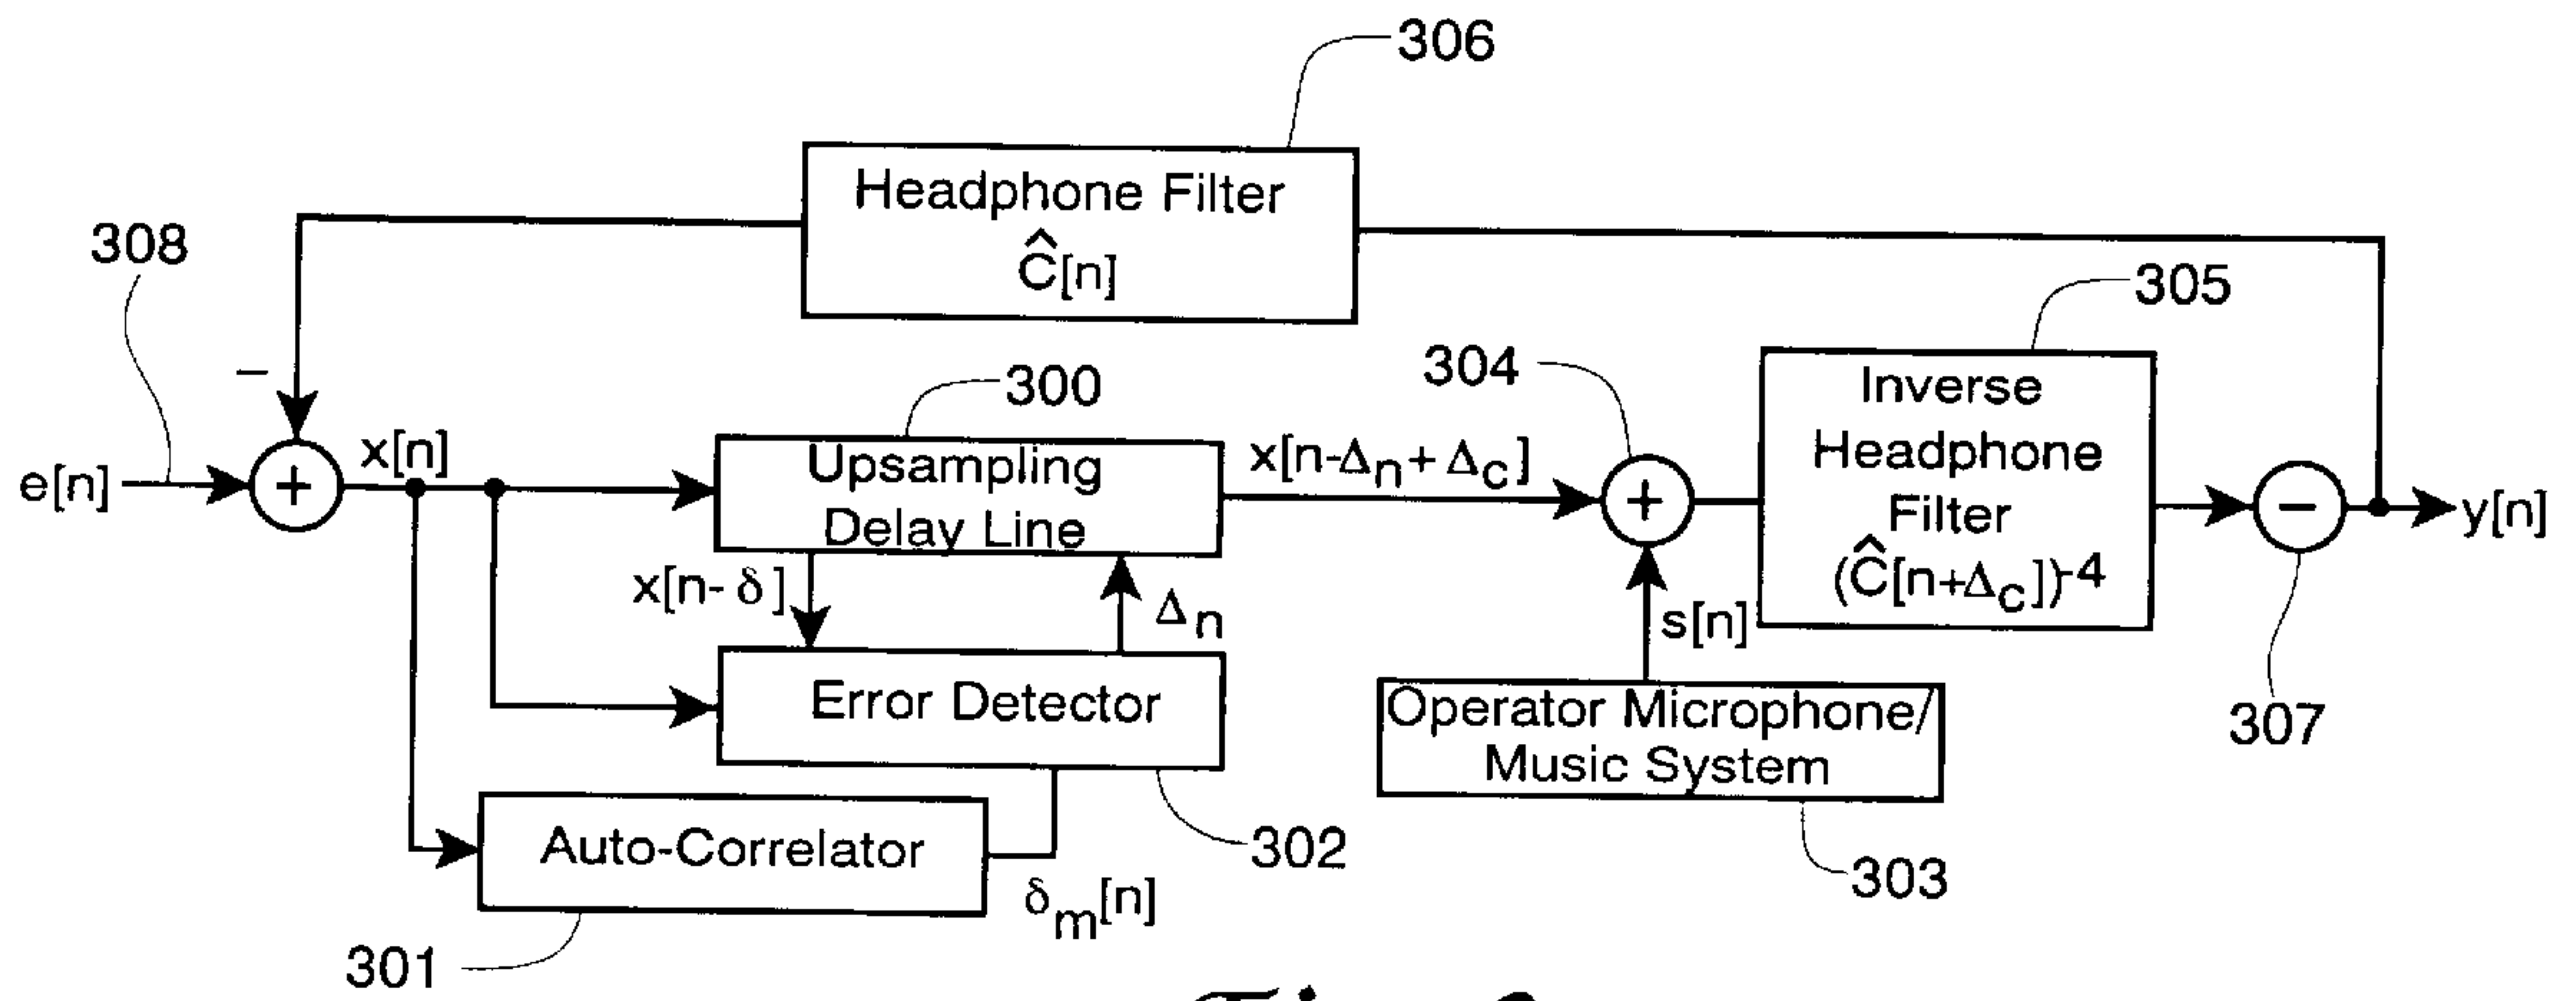 306
Headphone Filter
Ĉ[n]
308
305
−
304
Inverse
Headphone
Filter
(Ĉ[n+Δc])-4
300
e[n]
+
x[n]
Upsampling
Delay Line
x[n-Δn+Δc]
+
−
y[n]
x[n-δ]
Δn
s[n]
Error Detector
Operator Microphone/
Music System
307
Auto-Correlator
302
303
δm[n]
301